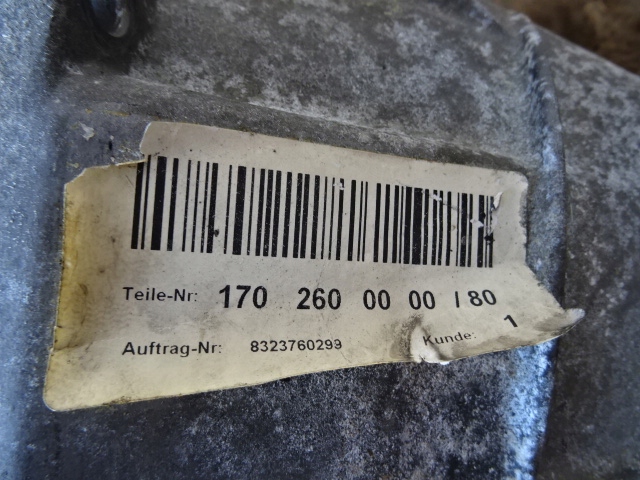 Teile-Nr: 170 260 00 00 / 80
Auftrag-Nr: 8323760299 Kunde: 1